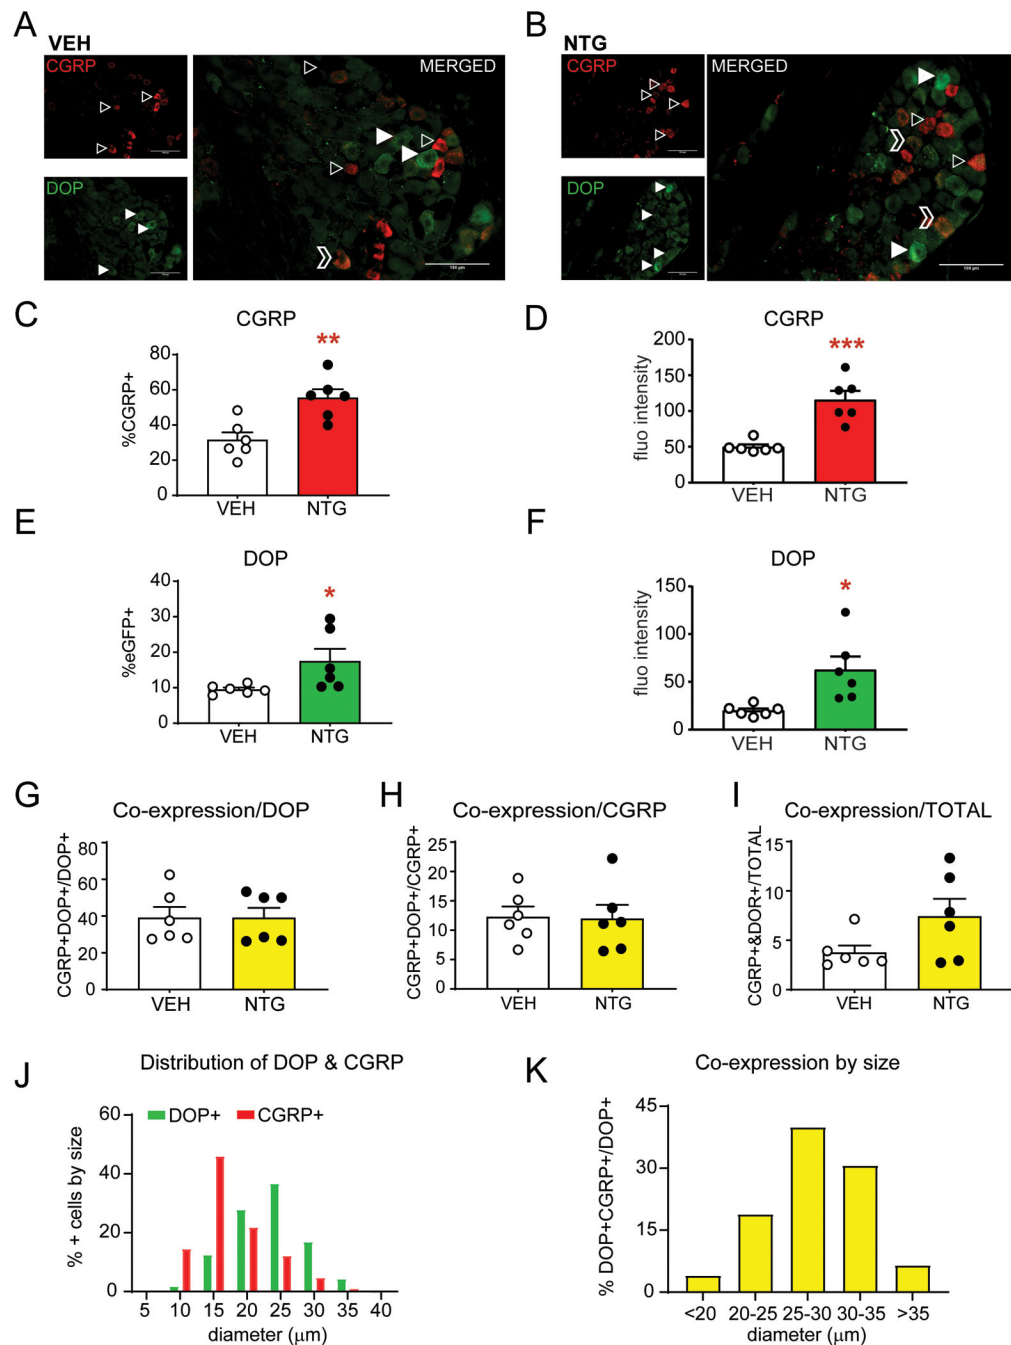 A
VEH
CGRP
MERGED
DOP
100 μm
B
NTG
CGRP
MERGED
DOP
100 μm
C
CGRP
**
%CGRP+
80
60
40
20
0
VEH NTG
D
CGRP
***
fluo intensity
200
150
100
50
0
VEH NTG
E
DOP
*
%eGFP+
40
30
20
10
0
VEH NTG
F
DOP
*
fluo intensity
150
100
50
0
VEH NTG
G
Co-expression/DOP
CGRP+DOP+/DOP+
80
60
40
20
0
VEH NTG
H
Co-expression/CGRP
CGRP+DOP+/CGRP+
25
20
15
10
5
0
VEH NTG
I
Co-expression/TOTAL
CGRP+&DOR+/TOTAL
15
10
5
0
VEH NTG
J
Distribution of DOP & CGRP
DOP+ CGRP+
% + cells by size
60
40
20
0
5 10 15 20 25 30 35 40
diameter (μm)
K
Co-expression by size
% DOP+CGRP+/DOP+
45
30
15
0
<20 20-25 25-30 30-35 >35
diameter (μm)